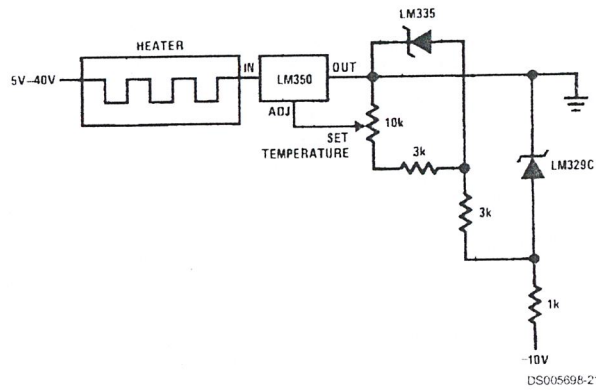 LM335
HEATER
5V–40V
IN
LM350
OUT
ADJ
10k
SET
TEMPERATURE
3k
LM329C
3k
1k
–10V
DS005698-2